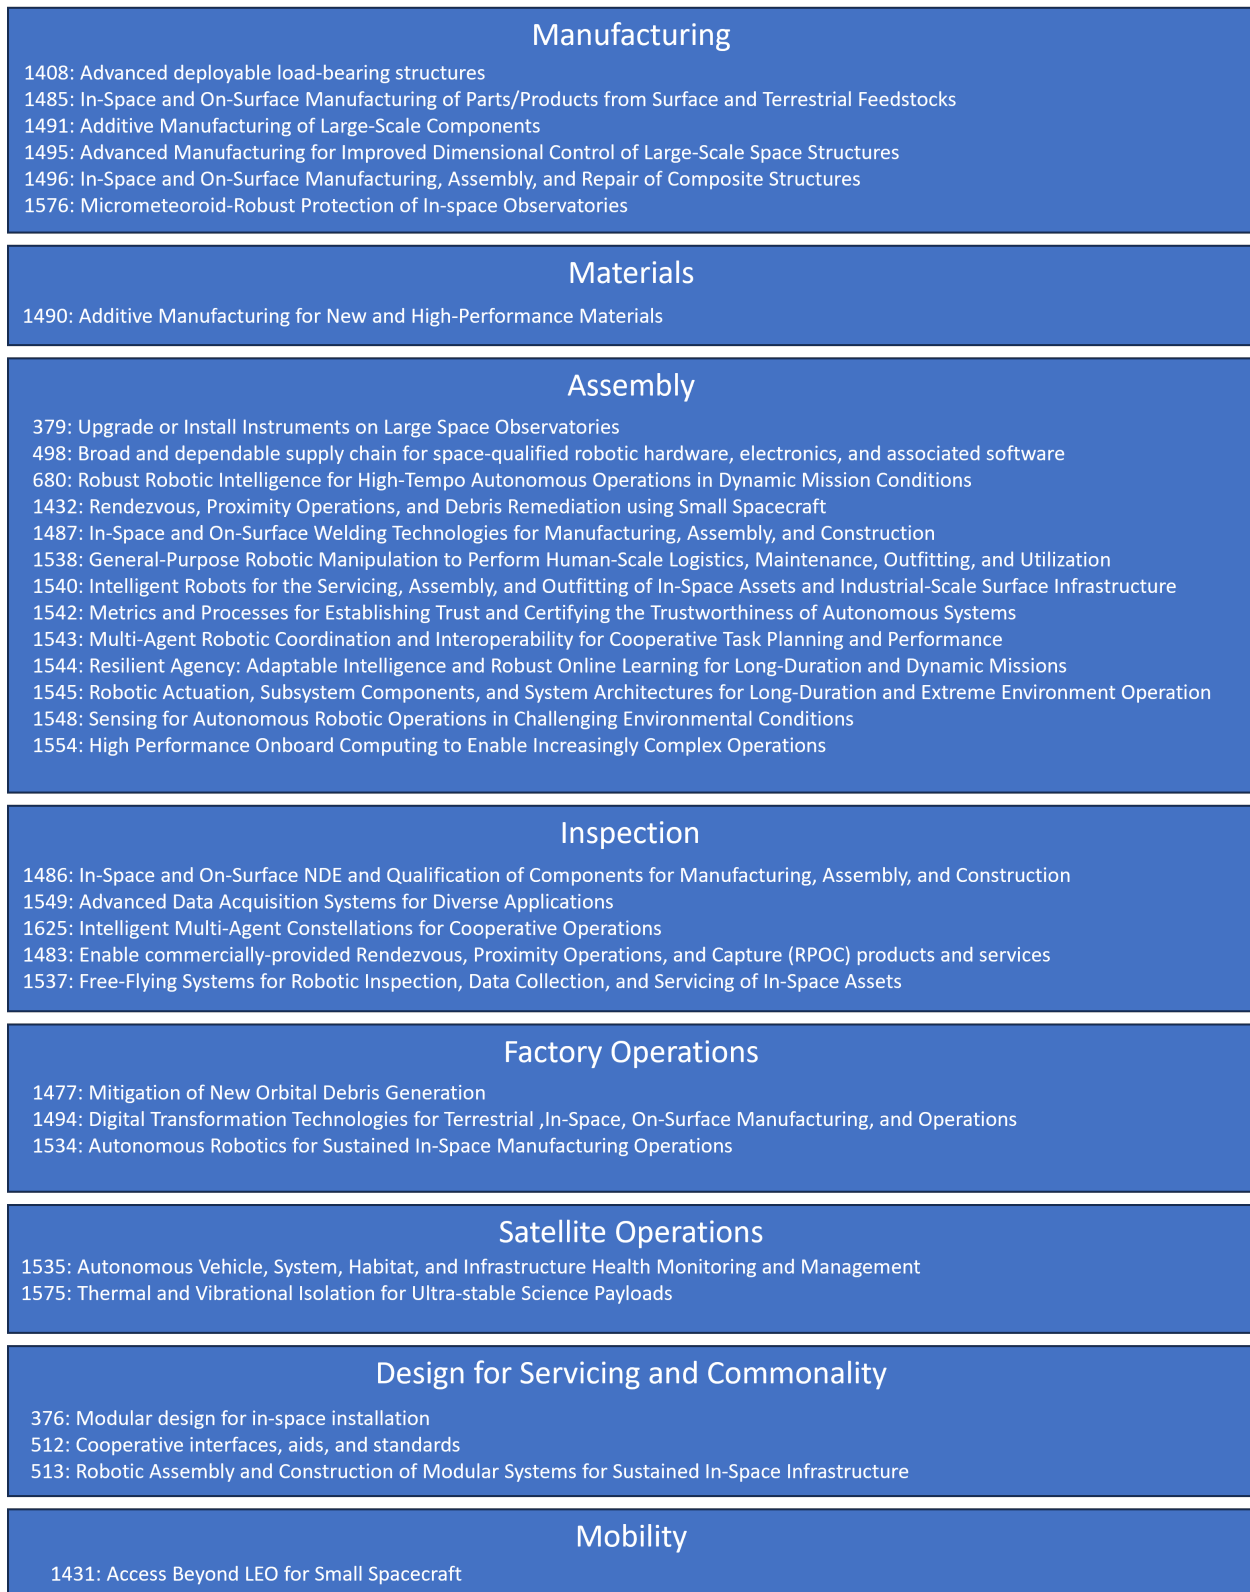 Manufacturing
1408: Advanced deployable load-bearing structures
1485: In-Space and On-Surface Manufacturing of Parts/Products from Surface and Terrestrial Feedstocks
1491: Additive Manufacturing of Large-Scale Components
1495: Advanced Manufacturing for Improved Dimensional Control of Large-Scale Space Structures
1496: In-Space and On-Surface Manufacturing, Assembly, and Repair of Composite Structures
1576: Micrometeoroid-Robust Protection of In-space Observatories
Materials
1490: Additive Manufacturing for New and High-Performance Materials
Assembly
379: Upgrade or Install Instruments on Large Space Observatories
498: Broad and dependable supply chain for space-qualified robotic hardware, electronics, and associated software
680: Robust Robotic Intelligence for High-Tempo Autonomous Operations in Dynamic Mission Conditions
1432: Rendezvous, Proximity Operations, and Debris Remediation using Small Spacecraft
1487: In-Space and On-Surface Welding Technologies for Manufacturing, Assembly, and Construction
1538: General-Purpose Robotic Manipulation to Perform Human-Scale Logistics, Maintenance, Outfitting, and Utilization
1540: Intelligent Robots for the Servicing, Assembly, and Outfitting of In-Space Assets and Industrial-Scale Surface Infrastructure
1542: Metrics and Processes for Establishing Trust and Certifying the Trustworthiness of Autonomous Systems
1543: Multi-Agent Robotic Coordination and Interoperability for Cooperative Task Planning and Performance
1544: Resilient Agency: Adaptable Intelligence and Robust Online Learning for Long-Duration and Dynamic Missions
1545: Robotic Actuation, Subsystem Components, and System Architectures for Long-Duration and Extreme Environment Operation
1548: Sensing for Autonomous Robotic Operations in Challenging Environmental Conditions
1554: High Performance Onboard Computing to Enable Increasingly Complex Operations
Inspection
1486: In-Space and On-Surface NDE and Qualification of Components for Manufacturing, Assembly, and Construction
1549: Advanced Data Acquisition Systems for Diverse Applications
1625: Intelligent Multi-Agent Constellations for Cooperative Operations
1483: Enable commercially-provided Rendezvous, Proximity Operations, and Capture (RPOC) products and services
1537: Free-Flying Systems for Robotic Inspection, Data Collection, and Servicing of In-Space Assets
Factory Operations
1477: Mitigation of New Orbital Debris Generation
1494: Digital Transformation Technologies for Terrestrial ,In-Space, On-Surface Manufacturing, and Operations
1534: Autonomous Robotics for Sustained In-Space Manufacturing Operations
Satellite Operations
1535: Autonomous Vehicle, System, Habitat, and Infrastructure Health Monitoring and Management
1575: Thermal and Vibrational Isolation for Ultra-stable Science Payloads
Design for Servicing and Commonality
376: Modular design for in-space installation
512: Cooperative interfaces, aids, and standards
513: Robotic Assembly and Construction of Modular Systems for Sustained In-Space Infrastructure
Mobility
1431: Access Beyond LEO for Small Spacecraft